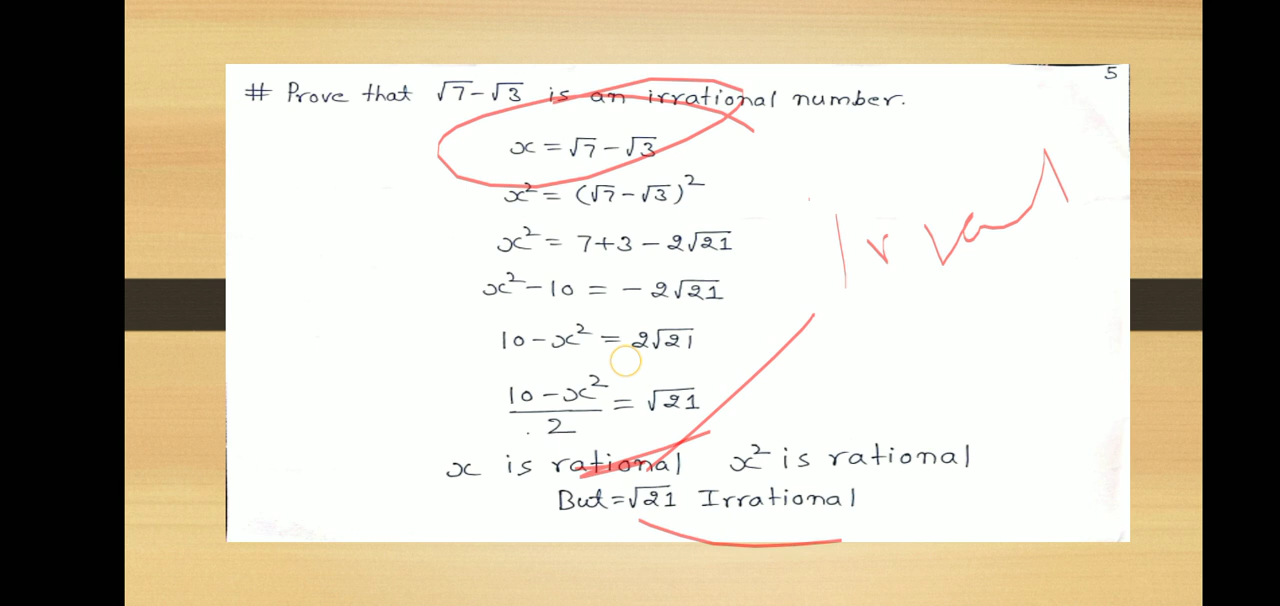 5
# Prove that √7-√3 is an irrational number.
x = √7 - √3
x² = (√7 - √3)²
x² = 7+3 - 2√21
x² - 10 = - 2√21
10 - x² = 2√21
(10 - x²)/2 = √21
x is rational x² is rational
But = √21 Irrational